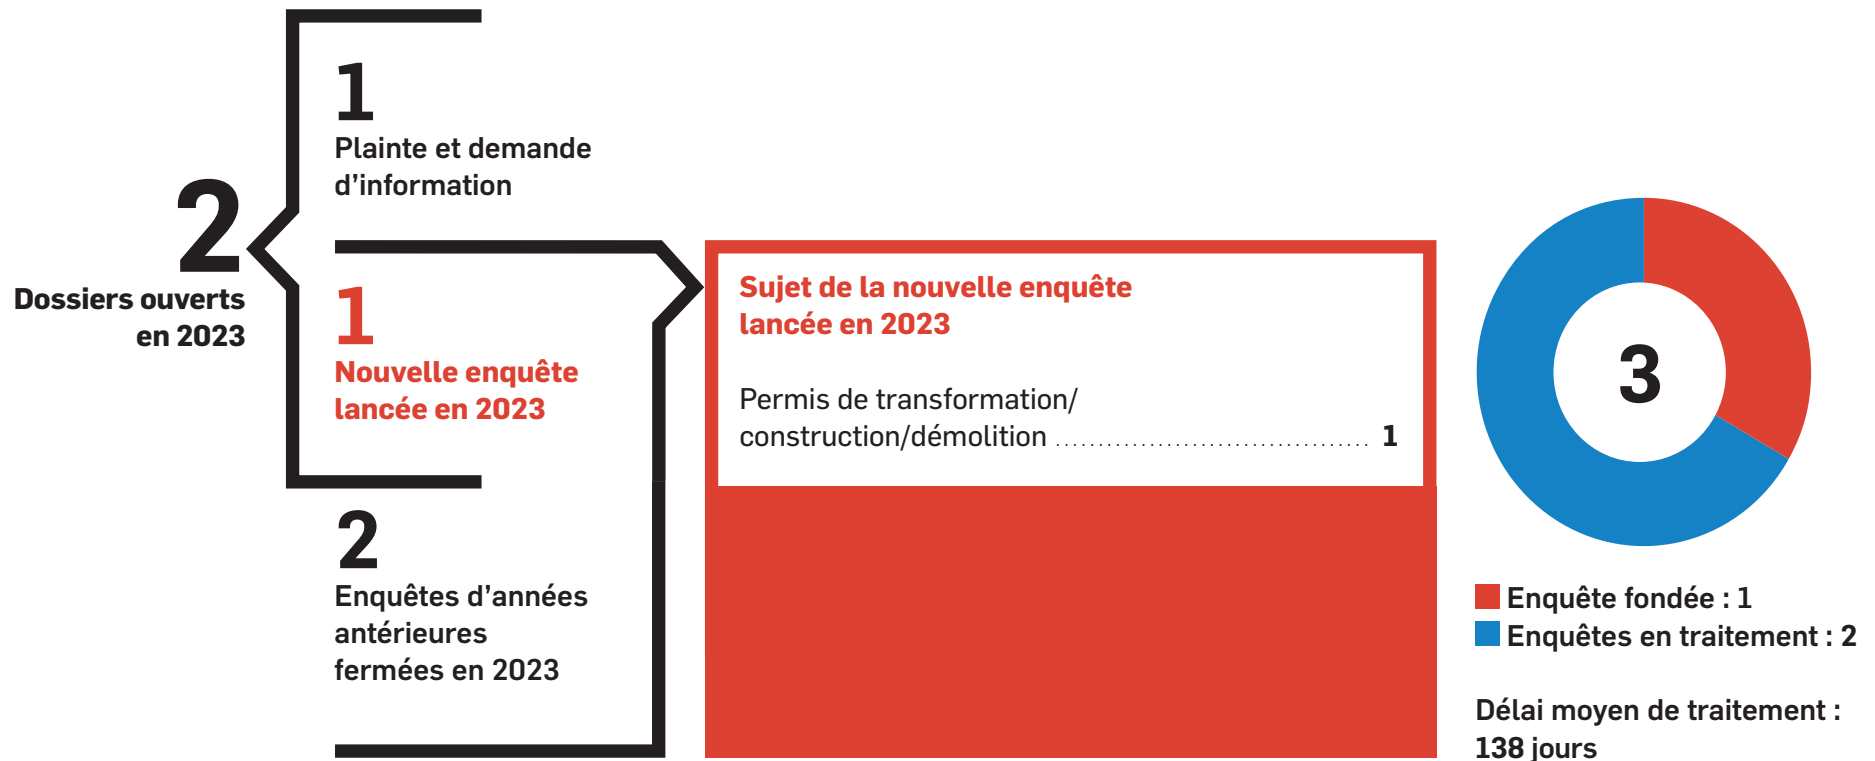 2
Dossiers ouverts
en 2023
1
Plainte et demande
d’information
1
Nouvelle enquête
lancée en 2023
2
Enquêtes d’années
antérieures
fermées en 2023
Sujet de la nouvelle enquête
lancée en 2023
Permis de transformation/
construction/démolition ..................................... 1
3
Enquête fondée : 1
Enquêtes en traitement : 2
Délai moyen de traitement :
138 jours